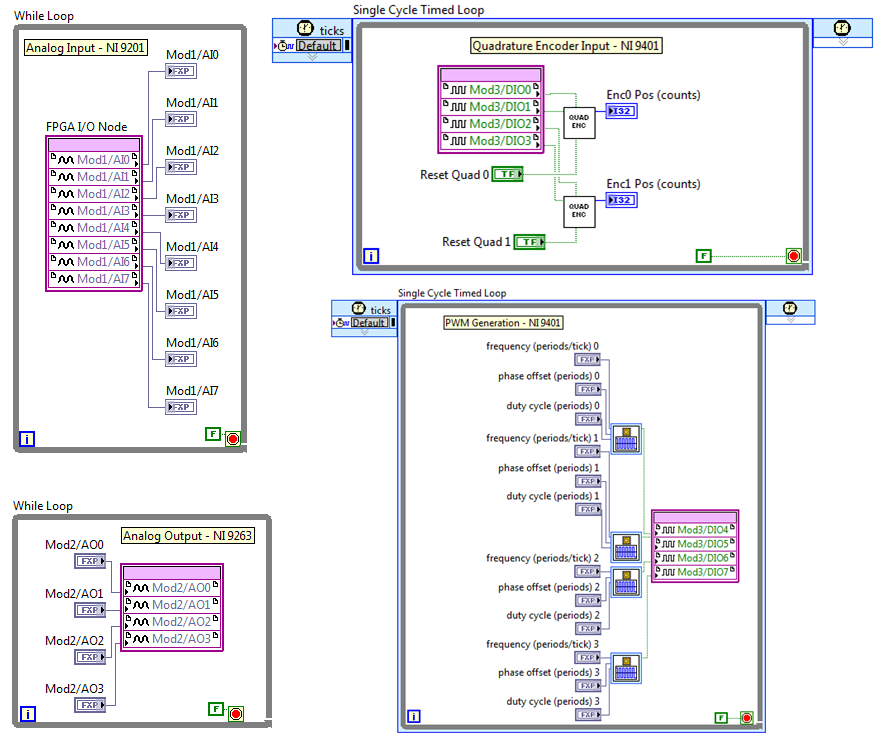 While Loop
Analog Input - NI 9201
FPGA I/O Node
Mod1/AI0
Mod1/AI1
Mod1/AI2
Mod1/AI3
Mod1/AI4
Mod1/AI5
Mod1/AI6
Mod1/AI7
Mod1/AI0
FXP
Mod1/AI1
FXP
Mod1/AI2
FXP
Mod1/AI3
FXP
Mod1/AI4
FXP
Mod1/AI5
FXP
Mod1/AI6
FXP
Mod1/AI7
FXP
i
F
Single Cycle Timed Loop
ticks
Default
Quadrature Encoder Input - NI 9401
Mod3/DIO0
Mod3/DIO1
Mod3/DIO2
Mod3/DIO3
QUAD
ENC
Enc0 Pos (counts)
I32
Reset Quad 0
TF
QUAD
ENC
Enc1 Pos (counts)
I32
Reset Quad 1
TF
i
F
While Loop
Analog Output - NI 9263
Mod2/AO0
FXP
Mod2/AO1
FXP
Mod2/AO2
FXP
Mod2/AO3
FXP
Mod2/AO0
Mod2/AO1
Mod2/AO2
Mod2/AO3
i
F
Single Cycle Timed Loop
ticks
Default
PWM Generation - NI 9401
frequency (periods/tick) 0
FXP
phase offset (periods) 0
FXP
duty cycle (periods) 0
FXP
frequency (periods/tick) 1
FXP
phase offset (periods) 1
FXP
duty cycle (periods) 1
FXP
frequency (periods/tick) 2
FXP
phase offset (periods) 2
FXP
duty cycle (periods) 2
FXP
frequency (periods/tick) 3
FXP
phase offset (periods) 3
FXP
duty cycle (periods) 3
FXP
Mod3/DIO4
Mod3/DIO5
Mod3/DIO6
Mod3/DIO7
i
F